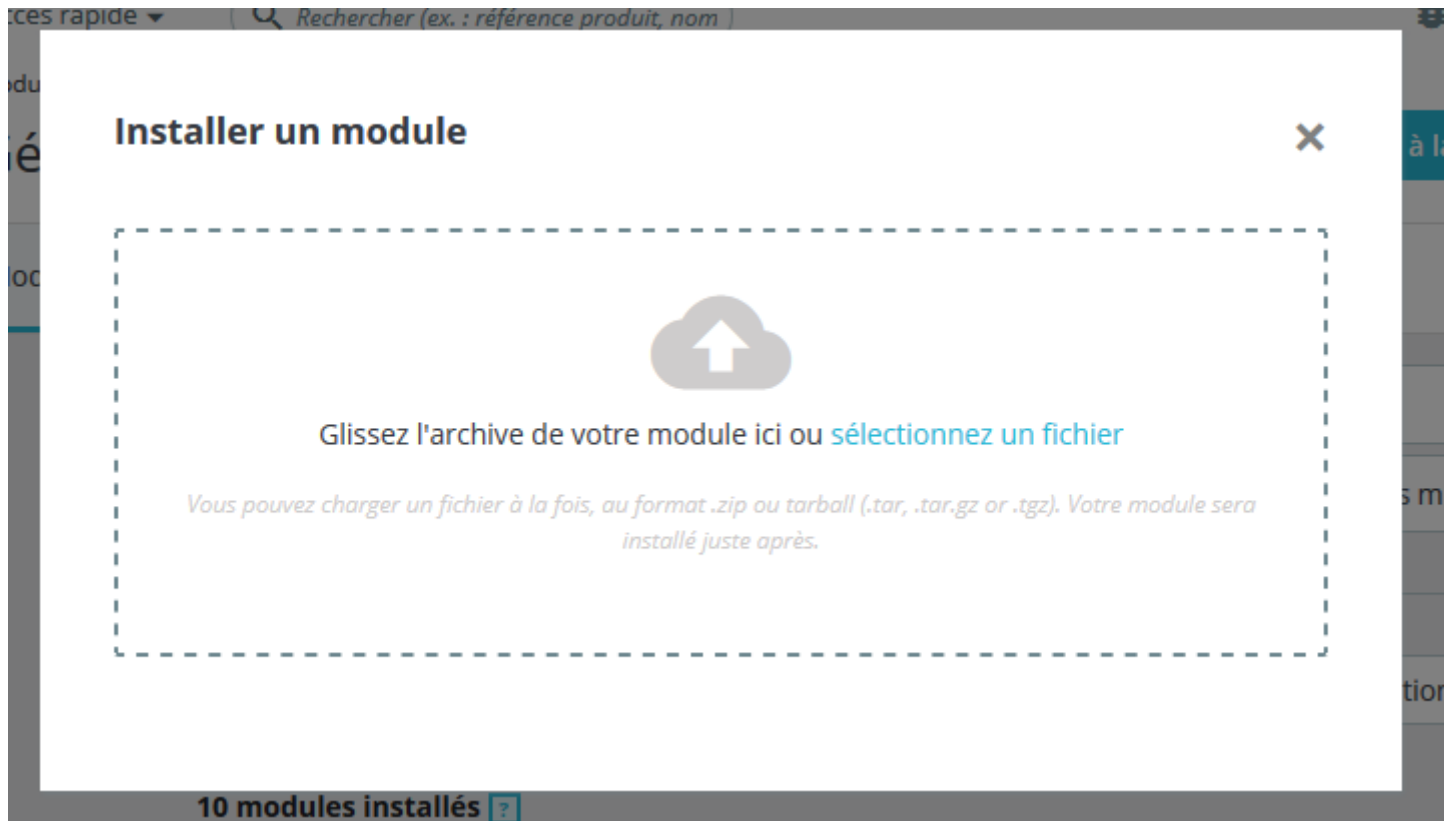 rapide
Rechercher (ex. : référence produit, nom
Installer un module
à la
Glissez l'archive de votre module ici ou sélectionnez un fichier
Vous pouvez charger un fichier à la fois, au format .zip ou tarball (.tar, .tar.gz or .tgz). Votre module sera
installé juste après.
10 modules installés ?